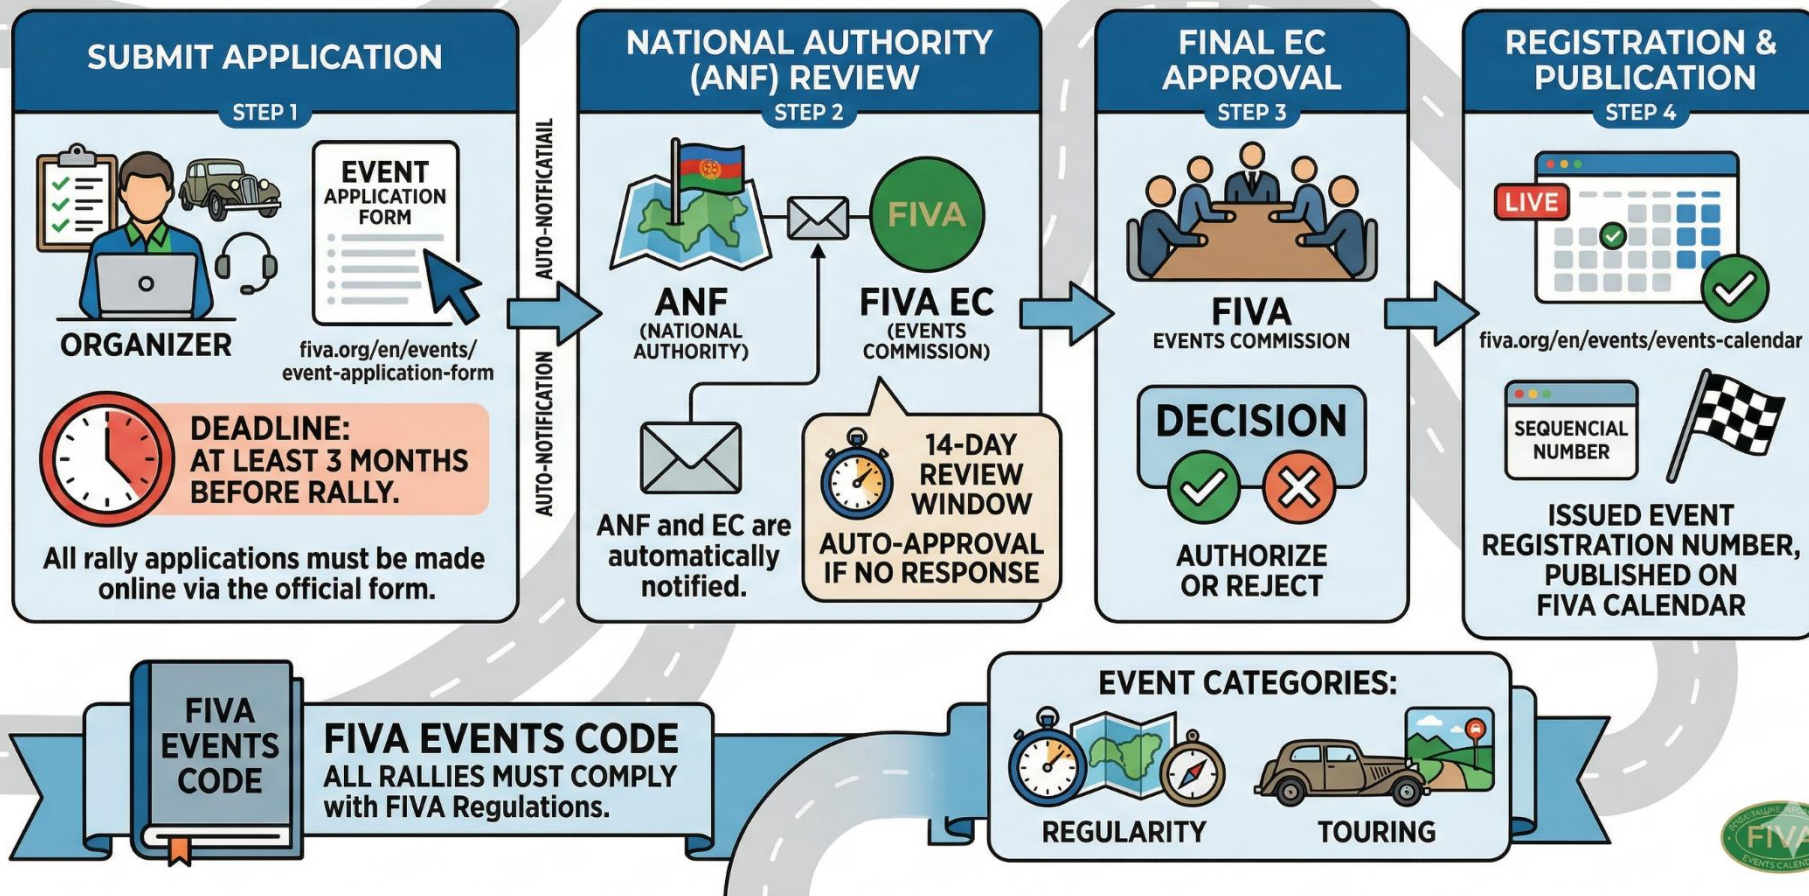 SUBMIT APPLICATION
STEP 1
EVENT
APPLICATION
FORM
ORGANIZER
fiva.org/en/events/
event-application-form
DEADLINE:
AT LEAST 3 MONTHS
BEFORE RALLY.
All rally applications must be made
online via the official form.
AUTO-NOTIFICATIAIL
AUTO-NOTIFICATION
NATIONAL AUTHORITY
(ANF) REVIEW
STEP 2
FIVA
ANF
(NATIONAL
AUTHORITY)
FIVA EC
(EVENTS
COMMISSION)
ANF and EC are
automatically
notified.
14-DAY
REVIEW
WINDOW
AUTO-APPROVAL
IF NO RESPONSE
FINAL EC
APPROVAL
STEP 3
FIVA
EVENTS COMMISSION
DECISION
AUTHORIZE
OR REJECT
REGISTRATION &
PUBLICATION
STEP 4
LIVE
fiva.org/en/events/events-calendar
SEQUENCIAL
NUMBER
ISSUED EVENT
REGISTRATION NUMBER,
PUBLISHED ON
FIVA CALENDAR
FIVA
EVENTS
CODE
FIVA EVENTS CODE
ALL RALLIES MUST COMPLY
with FIVA Regulations.
EVENT CATEGORIES:
REGULARITY
TOURING
FIVA
EVENTS